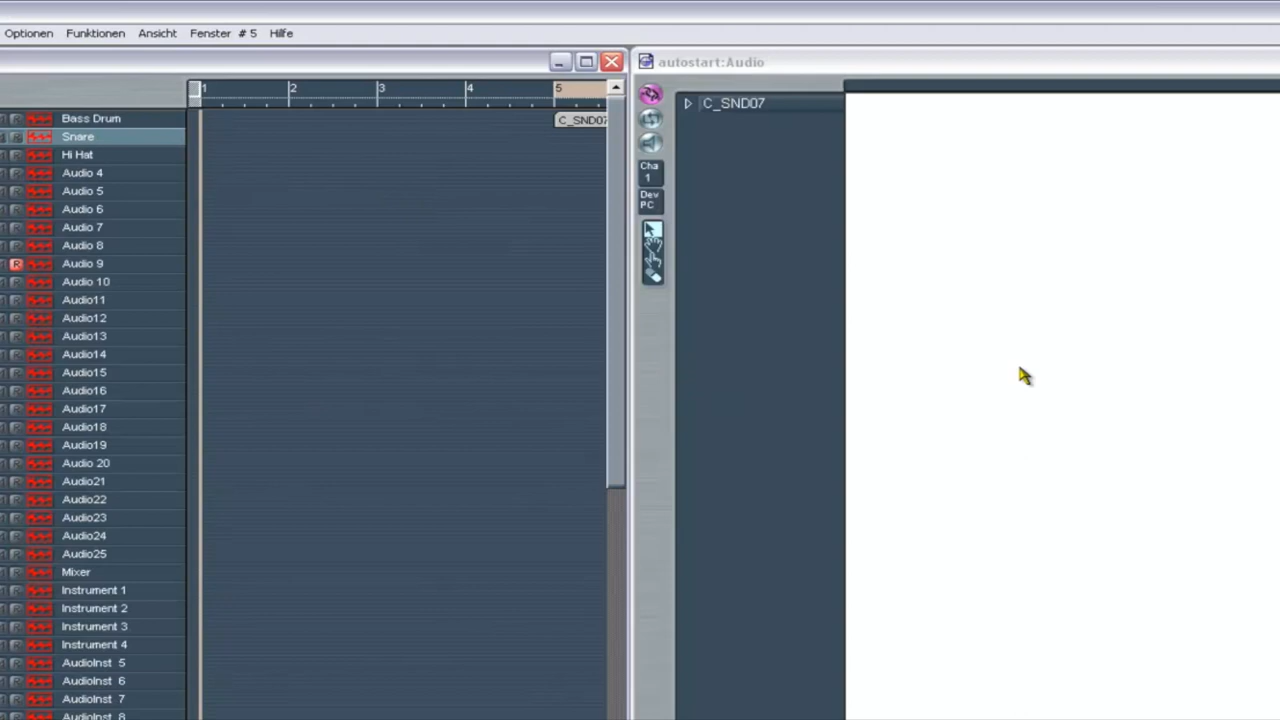 Optionen Funktionen Ansicht Fenster # 5 Hilfe
autostart:Audio
1 2 3 4 5
C_SND07
Cha
1
Dev
PC
C_SND07
Bass Drum
Snare
Hi Hat
Audio 4
Audio 5
Audio 6
Audio 7
Audio 8
R Audio 9
Audio 10
Audio11
Audio12
Audio13
Audio14
Audio15
Audio16
Audio17
Audio18
Audio19
Audio 20
Audio21
Audio22
Audio23
Audio24
Audio25
Mixer
Instrument 1
Instrument 2
Instrument 3
Instrument 4
AudioInst 5
AudioInst 6
AudioInst 7
AudioInst 8